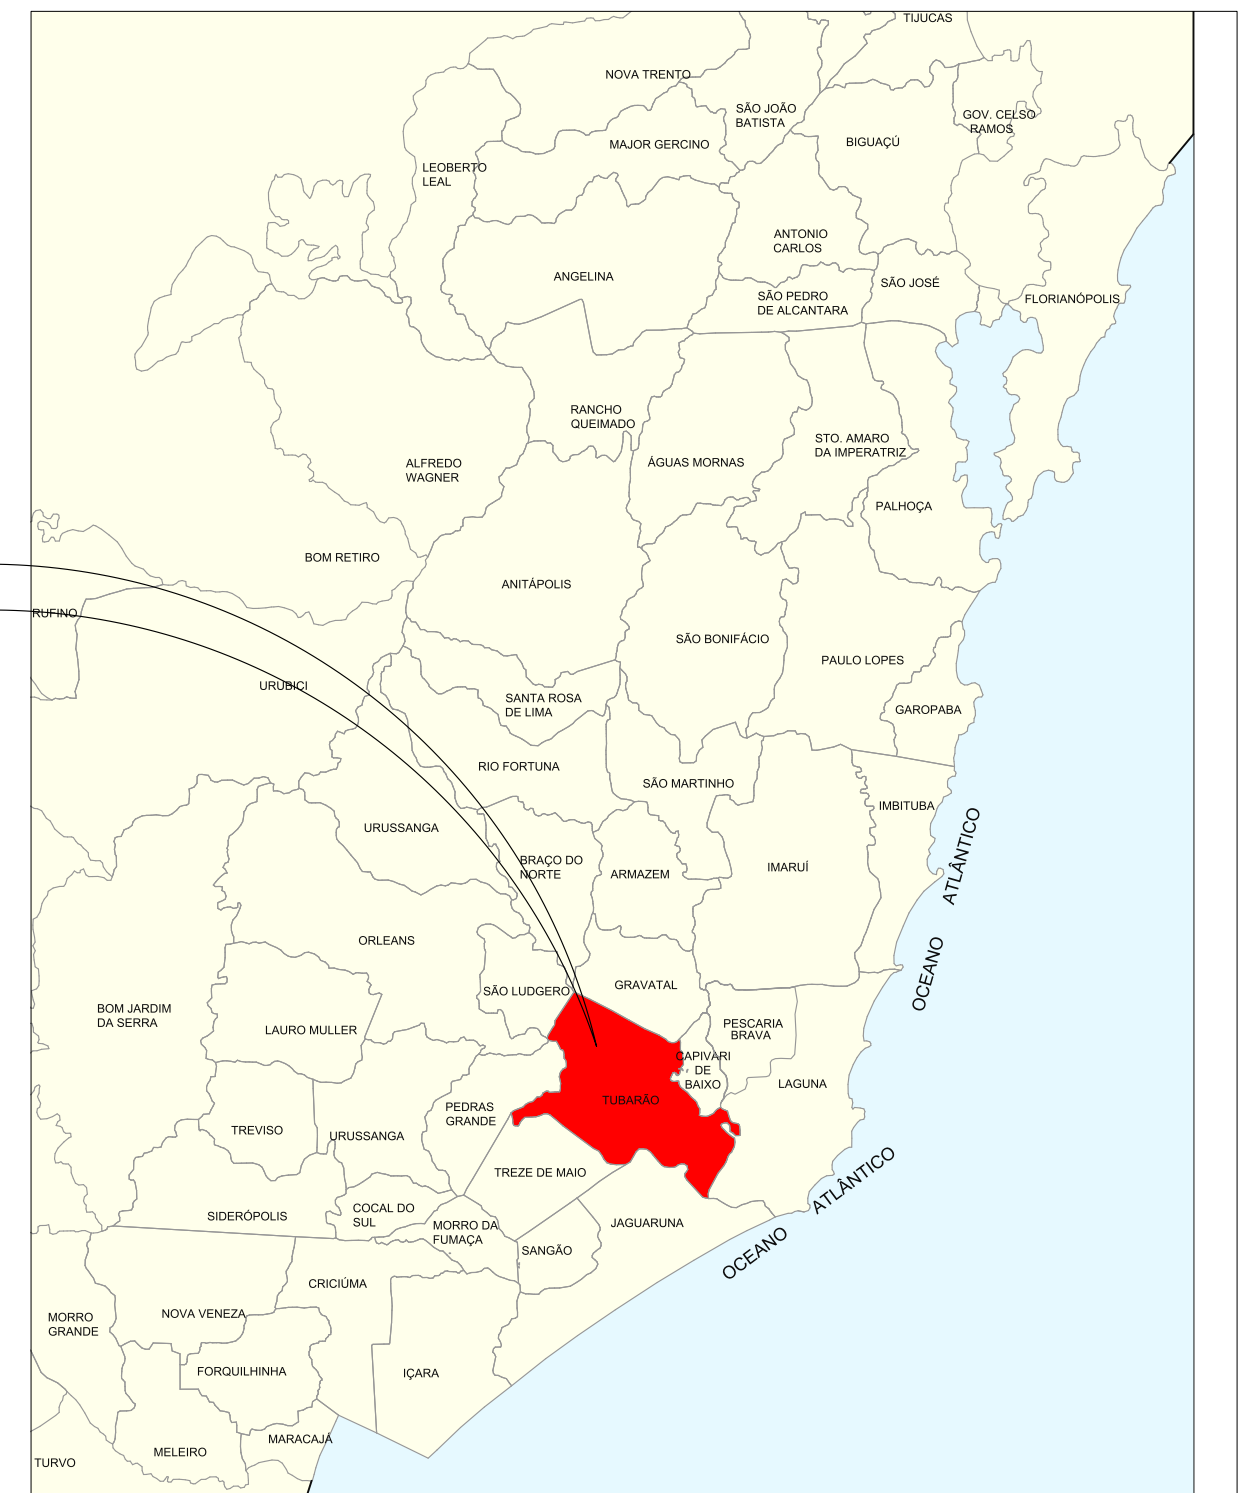 TIJUCAS
NOVA TRENTO
SÃO JOÃO
BATISTA
GOV. CELSO
RAMOS
MAJOR GERCINO
BIGUAÇÚ
LEOBERTO
LEAL
ANTONIO
CARLOS
ANGELINA
SÃO JOSÉ
SÃO PEDRO
DE ALCANTARA
FLORIANÓPOLIS
RANCHO
QUEIMADO
STO. AMARO
DA IMPERATRIZ
ALFREDO
WAGNER
ÁGUAS MORNAS
PALHOÇA
BOM RETIRO
ANITÁPOLIS
RUFINO
SÃO BONIFÁCIO
PAULO LOPES
URUBICI
SANTA ROSA
DE LIMA
GAROPABA
RIO FORTUNA
SÃO MARTINHO
IMBITUBA
URUSSANGA
BRAÇO DO
NORTE
ARMAZEM
IMARUÍ
OCEANO ATLÂNTICO
ORLEANS
SÃO LUDGERO
GRAVATAL
BOM JARDIM
DA SERRA
LAURO MULLER
PESCARIA
BRAVA
CAPIVARI
DE
BAIXO
LAGUNA
TUBARÃO
PEDRAS
GRANDE
TREVISO
URUSSANGA
TREZE DE MAIO
OCEANO ATLÂNTICO
SIDERÓPOLIS
COCAL DO
SUL
MORRO DA
FUMAÇA
JAGUARUNA
SANGÃO
CRICIÚMA
MORRO
GRANDE
NOVA VENEZA
FORQUILHINHA
IÇARA
MARACAJÁ
MELEIRO
TURVO